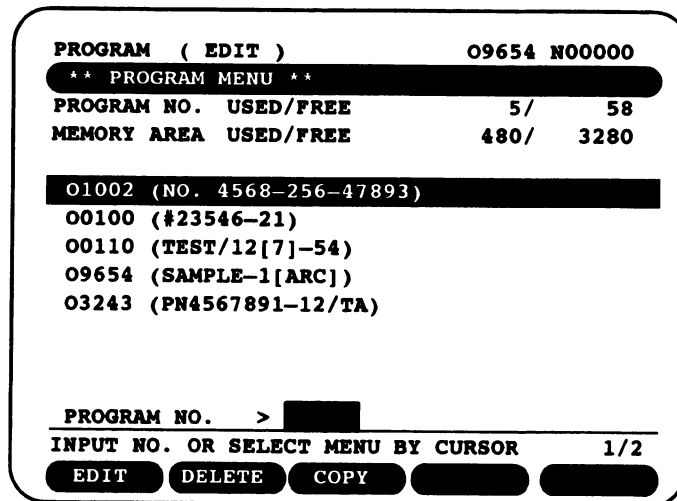 PROGRAM ( EDIT ) O9654 N00000
** PROGRAM MENU **
PROGRAM NO. USED/FREE 5/ 58
MEMORY AREA USED/FREE 480/ 3280
O1002 (NO. 4568-256-47893)
O0100 (#23546-21)
O0110 (TEST/12[7]-54)
O9654 (SAMPLE-1[ARC])
O3243 (PN4567891-12/TA)
PROGRAM NO. >
INPUT NO. OR SELECT MENU BY CURSOR 1/2
EDIT DELETE COPY